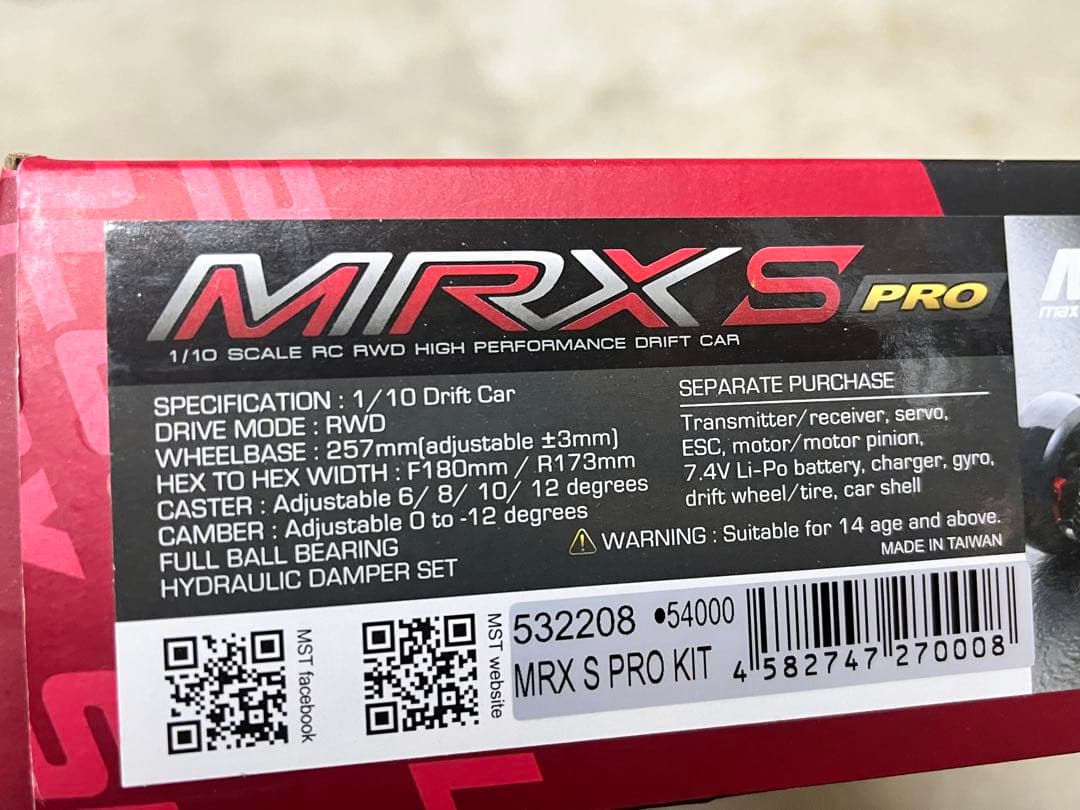 MRX S PRO
1/10 SCALE RC RWD HIGH PERFORMANCE DRIFT CAR
SPECIFICATION : 1/10 Drift Car
DRIVE MODE : RWD
WHEELBASE : 257mm(adjustable ±3mm)
HEX TO HEX WIDTH : F180mm / R173mm
CASTER : Adjustable 6/ 8/ 10/ 12 degrees
CAMBER : Adjustable 0 to -12 degrees
FULL BALL BEARING
HYDRAULIC DAMPER SET
SEPARATE PURCHASE
Transmitter/receiver, servo,
ESC, motor/motor pinion,
7.4V Li-Po battery, charger, gyro,
drift wheel/tire, car shell
WARNING : Suitable for 14 age and above.
MADE IN TAIWAN
MST facebook
MST website
532208 •54000
MRX S PRO KIT
4 582747 270008